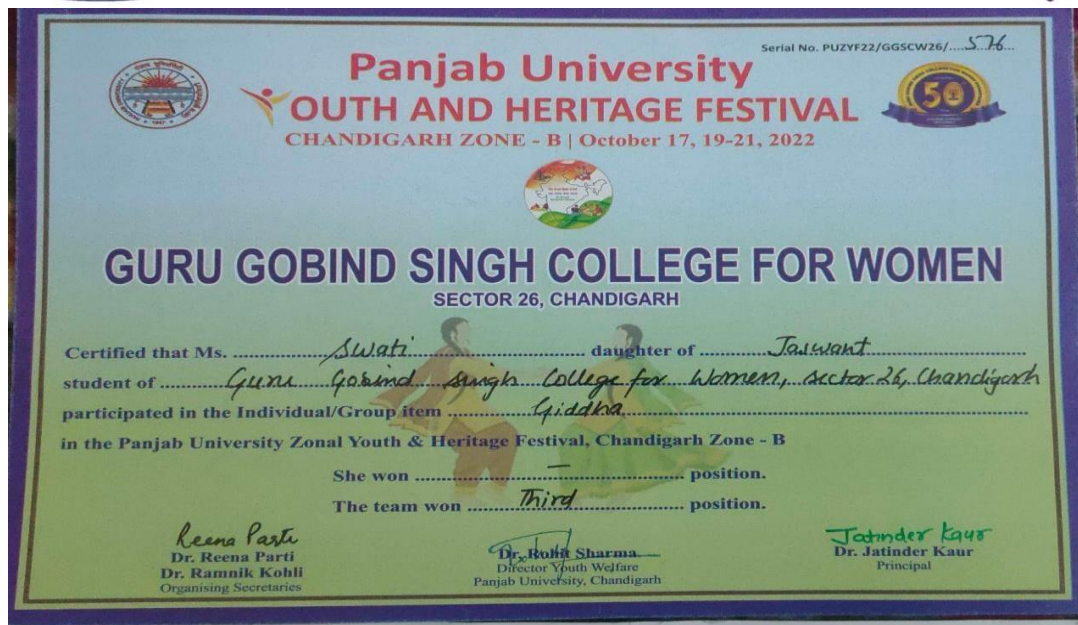 Serial No. PUZYF22/GGSCW26/....576...
Panjab University
YOUTH AND HERITAGE FESTIVAL
CHANDIGARH ZONE - B | October 17, 19-21, 2022
50
GURU GOBIND SINGH COLLEGE FOR WOMEN
SECTOR 26, CHANDIGARH
Certified that Ms. Swati daughter of Jaswant
student of Guru Gobind Singh College for Women, sector 26, Chandigarh
participated in the Individual/Group item Giddha
in the Panjab University Zonal Youth & Heritage Festival, Chandigarh Zone - B
She won — position.
The team won Third position.
Reena Parti
Dr. Reena Parti
Dr. Ramnik Kohli
Organising Secretaries
Dr. Rohit Sharma
Director Youth Welfare
Panjab University, Chandigarh
Jatinder Kaur
Dr. Jatinder Kaur
Principal